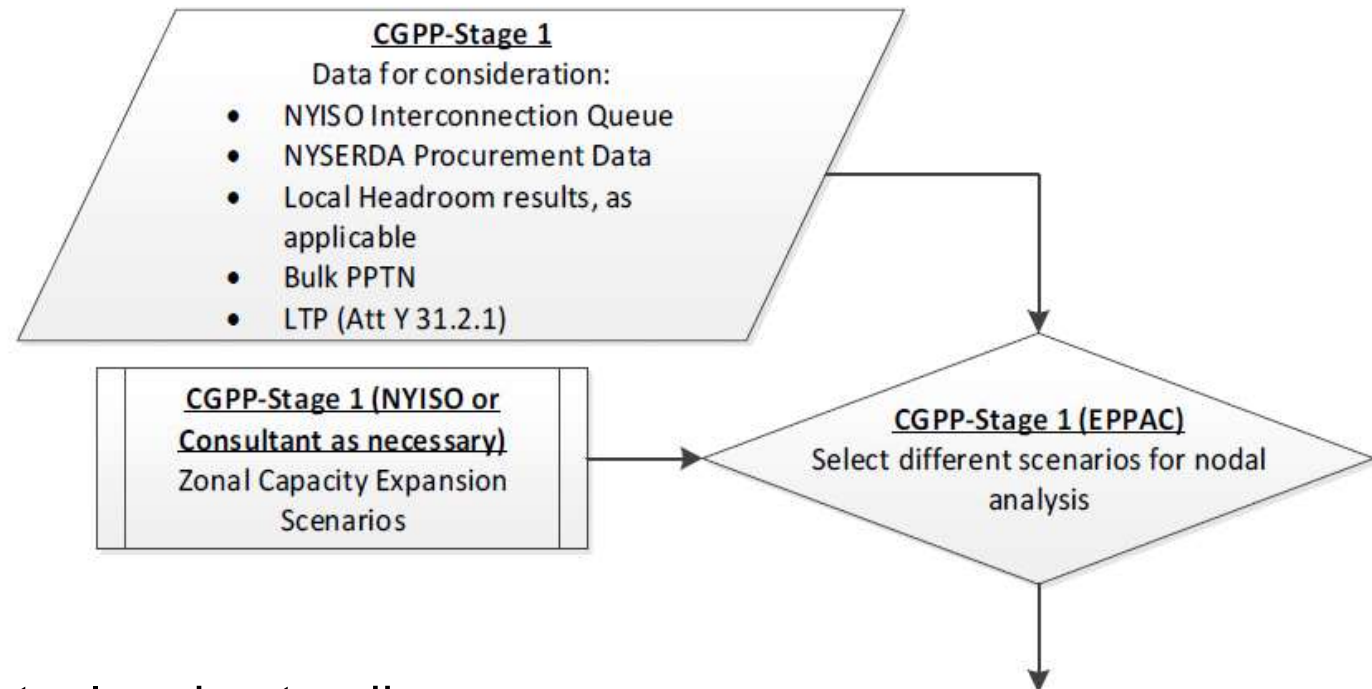 CGPP-Stage 1
Data for consideration:
• NYISO Interconnection Queue
• NYSERDA Procurement Data
• Local Headroom results, as
applicable
• Bulk PPTN
• LTP (Att Y 31.2.1)
CGPP-Stage 1 (NYISO or
Consultant as necessary)
Zonal Capacity Expansion
Scenarios
CGPP-Stage 1 (EPPAC)
Select different scenarios for nodal
analysis